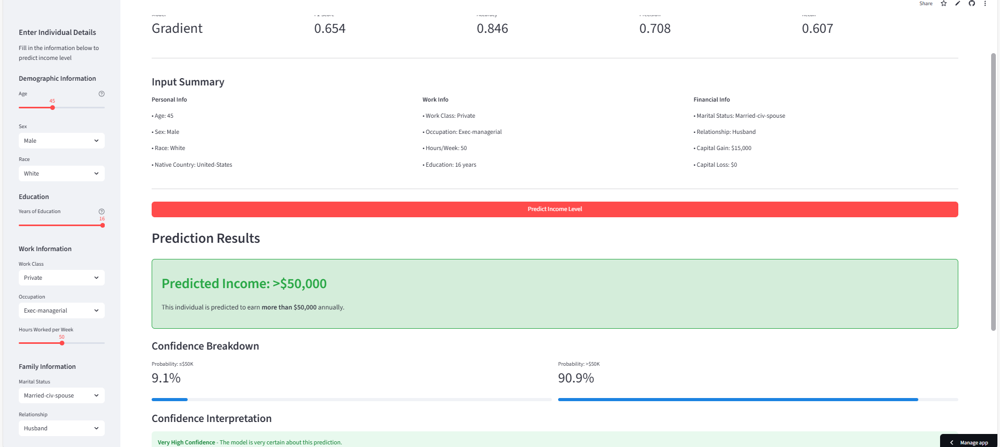 Share
Enter Individual Details
Fill in the information below to
predict income level
Demographic Information
Age
45
Sex
Male
Race
White
Education
Years of Education
16
Work Information
Work Class
Private
Occupation
Exec-managerial
Hours Worked per Week
50
Family Information
Marital Status
Married-civ-spouse
Relationship
Husband
Gradient
0.654
0.846
0.708
0.607
Input Summary
Personal Info
• Age: 45
• Sex: Male
• Race: White
• Native Country: United-States
Work Info
• Work Class: Private
• Occupation: Exec-managerial
• Hours/Week: 50
• Education: 16 years
Financial Info
• Marital Status: Married-civ-spouse
• Relationship: Husband
• Capital Gain: $15,000
• Capital Loss: $0
Predict Income Level
Prediction Results
Predicted Income: >$50,000
This individual is predicted to earn more than $50,000 annually.
Confidence Breakdown
Probability: ≤$50K
9.1%
Probability: >$50K
90.9%
Confidence Interpretation
Very High Confidence - The model is very certain about this prediction.
Manage app